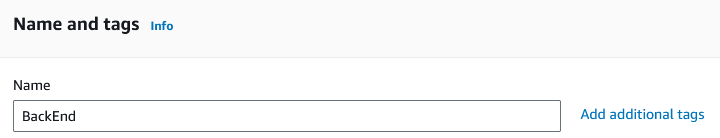 Name and tags Info
Name
BackEnd
Add additional tags